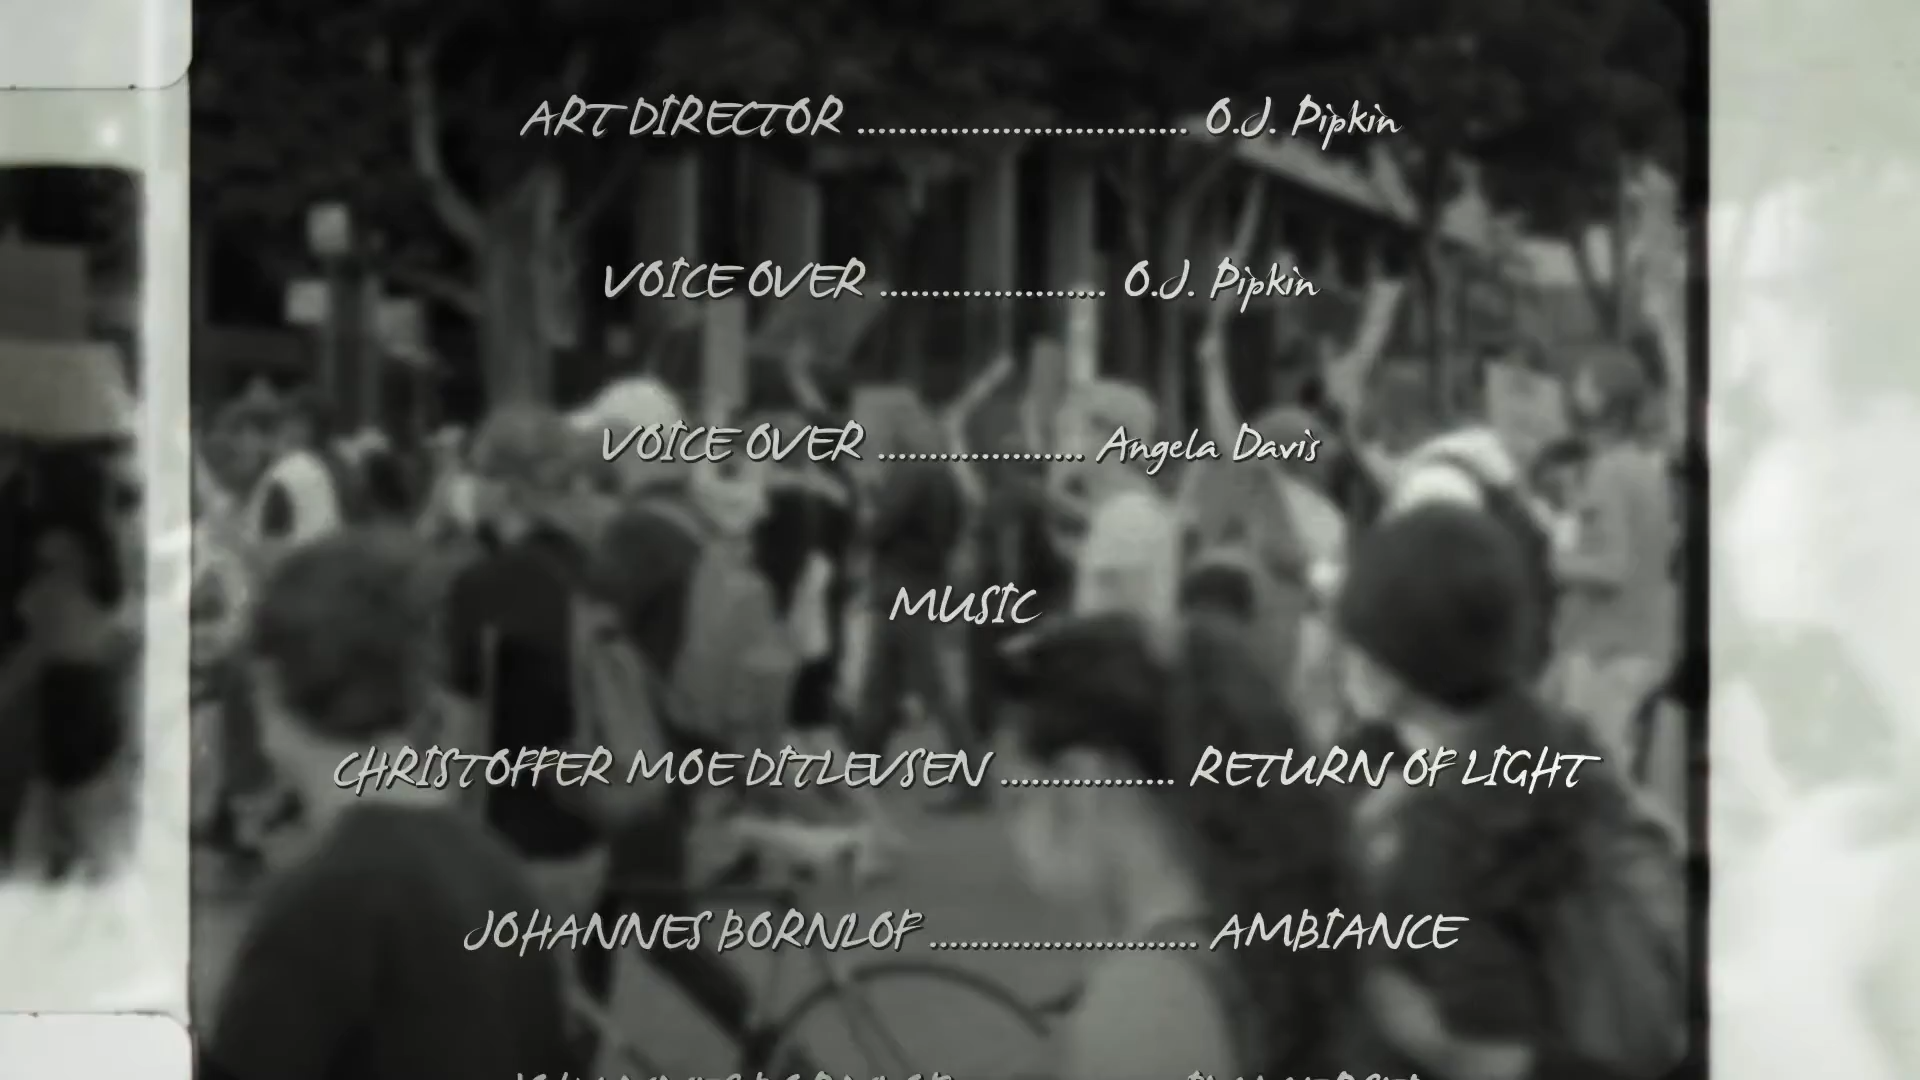 ART DIRECTOR ................................ O.J. Pipkin
VOICE OVER ...................... O.J. Pipkin
VOICE OVER .................... Angela Davis
MUSIC
CHRISTOFFER MOE DITLEVSEN ................. RETURN OF LIGHT
JOHANNES BORNLOF .......................... AMBIANCE